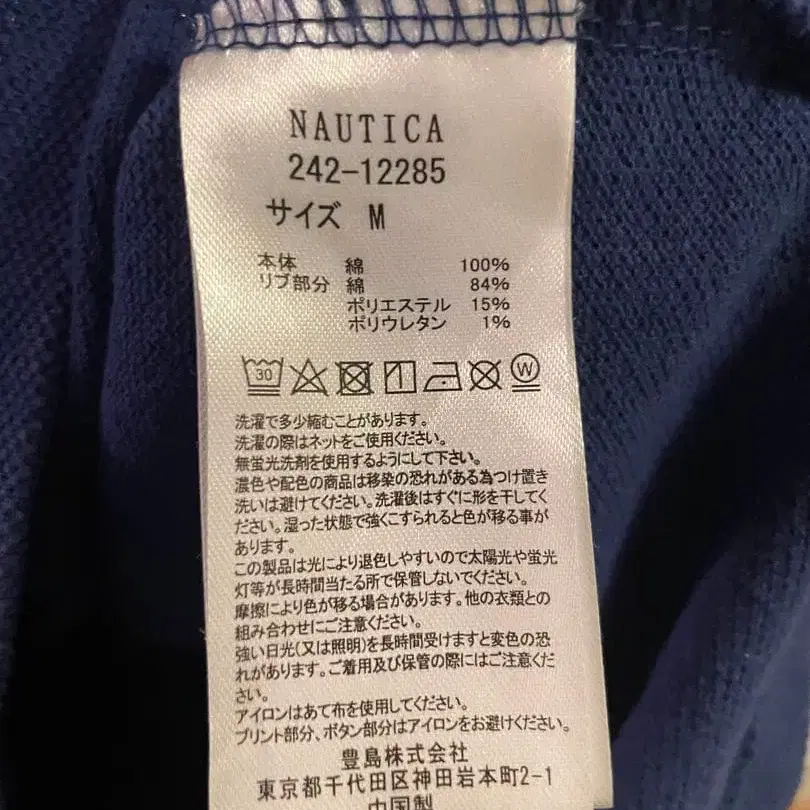 NAUTICA
242-12285
サイズ M
本体 綿 100%
リブ部分 綿 84%
ポリエステル 15%
ポリウレタン 1%
30 W
洗濯で多少縮むことがあります。
洗濯の際はネットをご使用ください。
無蛍光洗剤を使用するようにして下さい。
濃色や配色の商品は移染の恐れがある為つけ置き
洗いは避けてください。洗濯後はすぐに形を干してく
ださい。湿った状態で強くこすられると色が移る事が
あります。
この製品は光により退色しやすいので太陽光や蛍光
灯等が長時間当たる所で保管しないでください。
摩擦により色が移る場合があります。他の衣類との
組み合わせにご注意ください。
強い日光(又は照明)を長時間受けますと変色の恐
れがあります。ご着用及び保管の際にはご注意くだ
さい。
アイロンはあて布を使用してください。
プリント部分、ボタン部分はアイロンをお避けください。
豊島株式会社
東京都千代田区神田岩本町2-1
中国製